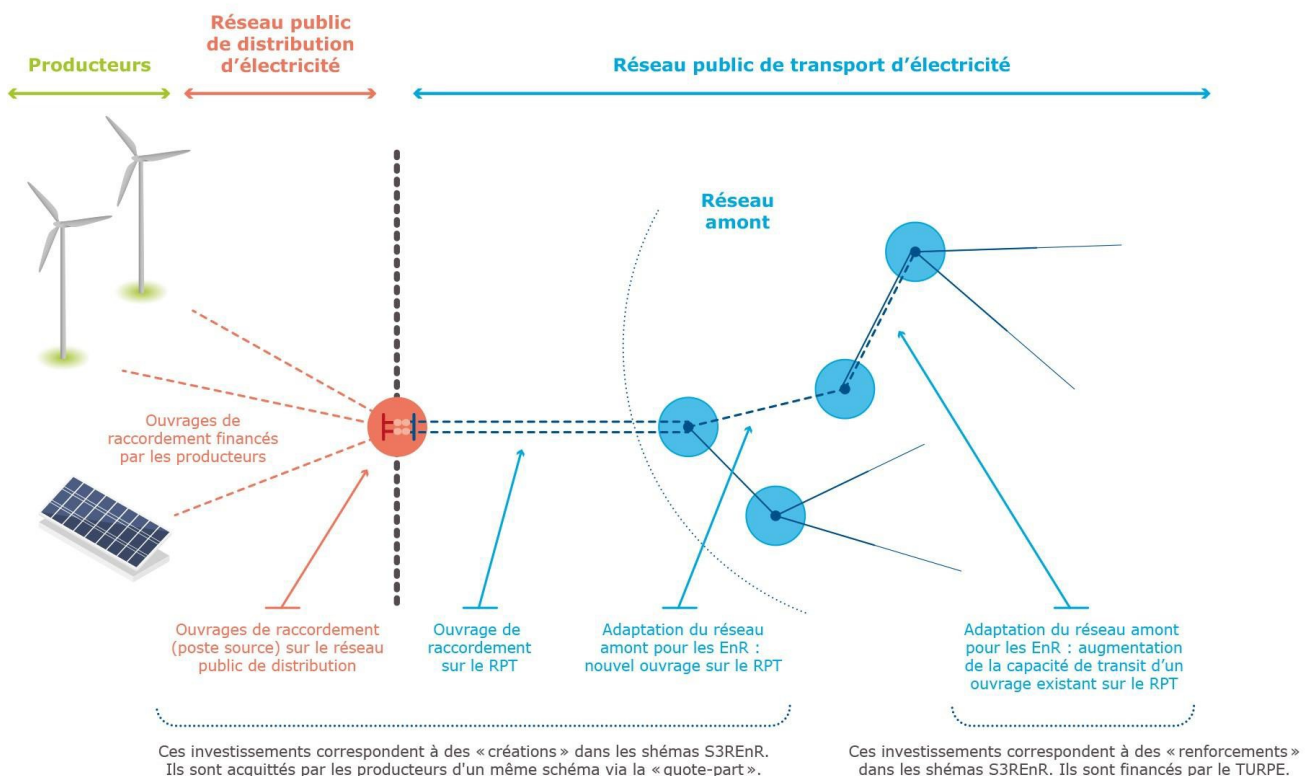 Producteurs
Réseau public
de distribution
d’électricité
Réseau public de transport d’électricité
Réseau
amont
Ouvrages de
raccordement financés
par les producteurs
Ouvrages de raccordement
(poste source) sur le réseau
public de distribution
Ouvrage de
raccordement
sur le RPT
Adaptation du réseau
amont pour les EnR :
nouvel ouvrage sur le RPT
Adaptation du réseau amont
pour les EnR : augmentation
de la capacité de transit d’un
ouvrage existant sur le RPT
Ces investissements correspondent à des « créations » dans les shémas S3REnR.
Ils sont acquittés par les producteurs d'un même schéma via la « quote-part ».
Ces investissements correspondent à des « renforcements »
dans les shémas S3REnR. Ils sont financés par le TURPE.